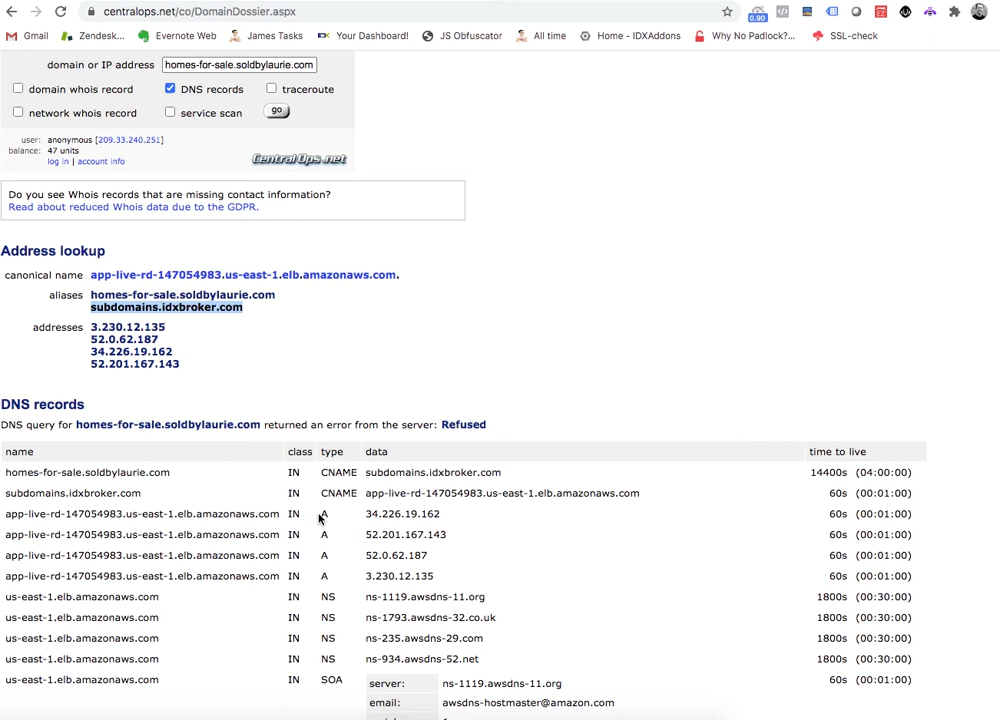 centralops.net/co/DomainDossier.aspx
0.90
EZ
Gmail Zendesk... Evernote Web James Tasks Your Dashboard! JS Obfuscator All time Home - IDXAddons Why No Padlock?... SSL-check
domain or IP address homes-for-sale.soldbylaurie.com
domain whois record DNS records traceroute
network whois record service scan go
user: anonymous [209.33.240.251]
balance: 47 units
log in | account info
CentralOps.net
Do you see Whois records that are missing contact information?
Read about reduced Whois data due to the GDPR.
Address lookup
canonical name app-live-rd-147054983.us-east-1.elb.amazonaws.com.
aliases homes-for-sale.soldbylaurie.com
subdomains.idxbroker.com
addresses 3.230.12.135
52.0.62.187
34.226.19.162
52.201.167.143
DNS records
DNS query for homes-for-sale.soldbylaurie.com returned an error from the server: Refused
name class type data time to live
homes-for-sale.soldbylaurie.com IN CNAME subdomains.idxbroker.com 14400s (04:00:00)
subdomains.idxbroker.com IN CNAME app-live-rd-147054983.us-east-1.elb.amazonaws.com 60s (00:01:00)
app-live-rd-147054983.us-east-1.elb.amazonaws.com IN A 34.226.19.162 60s (00:01:00)
app-live-rd-147054983.us-east-1.elb.amazonaws.com IN A 52.201.167.143 60s (00:01:00)
app-live-rd-147054983.us-east-1.elb.amazonaws.com IN A 52.0.62.187 60s (00:01:00)
app-live-rd-147054983.us-east-1.elb.amazonaws.com IN A 3.230.12.135 60s (00:01:00)
us-east-1.elb.amazonaws.com IN NS ns-1119.awsdns-11.org 1800s (00:30:00)
us-east-1.elb.amazonaws.com IN NS ns-1793.awsdns-32.co.uk 1800s (00:30:00)
us-east-1.elb.amazonaws.com IN NS ns-235.awsdns-29.com 1800s (00:30:00)
us-east-1.elb.amazonaws.com IN NS ns-934.awsdns-52.net 1800s (00:30:00)
us-east-1.elb.amazonaws.com IN SOA server: ns-1119.awsdns-11.org 60s (00:01:00)
email: awsdns-hostmaster@amazon.com